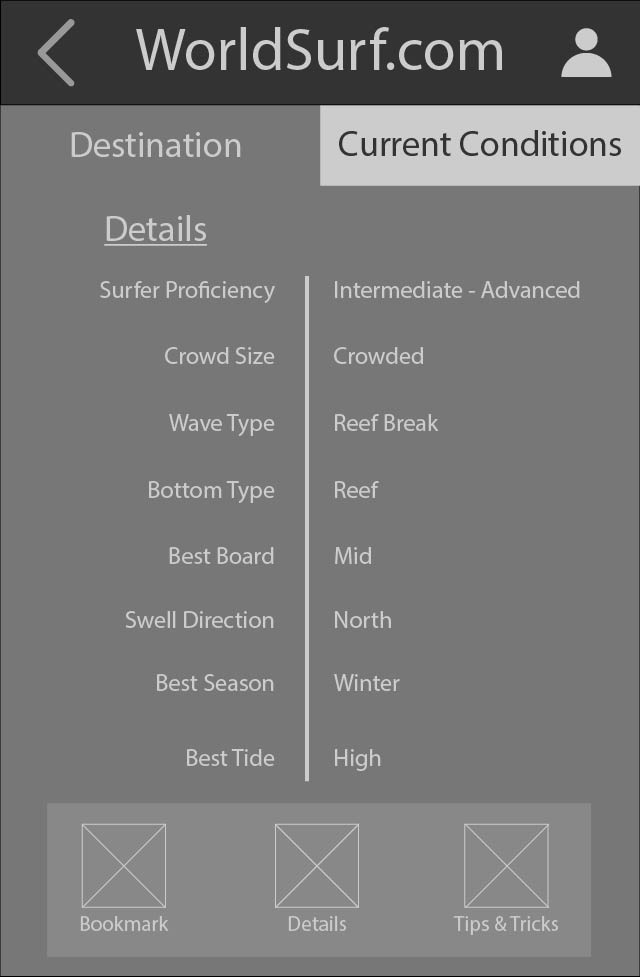 WorldSurf.com
Destination
Current Conditions
Details
Surfer Proficiency Intermediate - Advanced
Crowd Size Crowded
Wave Type Reef Break
Bottom Type Reef
Best Board Mid
Swell Direction North
Best Season Winter
Best Tide High
Bookmark
Details
Tips & Tricks